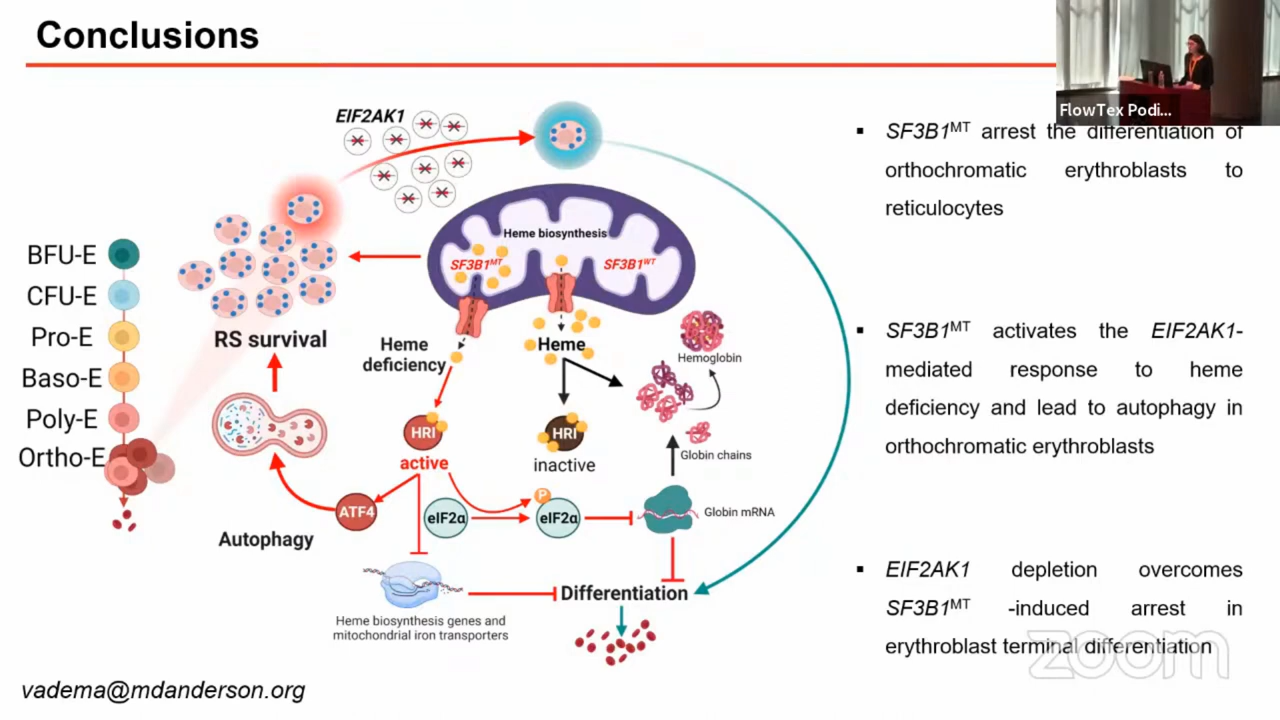 Conclusions
FlowTex Podi...
EIF2AK1
Heme biosynthesis
SF3B1ᴹᵀ
SF3B1ᵂᵀ
BFU-E
CFU-E
Pro-E
Baso-E
Poly-E
Ortho-E
RS survival
Heme
deficiency
Heme
Hemoglobin
HRI
active
HRI
inactive
Globin chains
ATF4
eIF2α
P
eIF2α
Globin mRNA
Autophagy
Differentiation
Heme biosynthesis genes and
mitochondrial iron transporters
▪ SF3B1ᴹᵀ arrest the differentiation of
orthochromatic erythroblasts to
reticulocytes
▪ SF3B1ᴹᵀ activates the EIF2AK1-
mediated response to heme
deficiency and lead to autophagy in
orthochromatic erythroblasts
▪ EIF2AK1 depletion overcomes
SF3B1ᴹᵀ -induced arrest in
erythroblast terminal differentiation
zoom
vadema@mdanderson.org